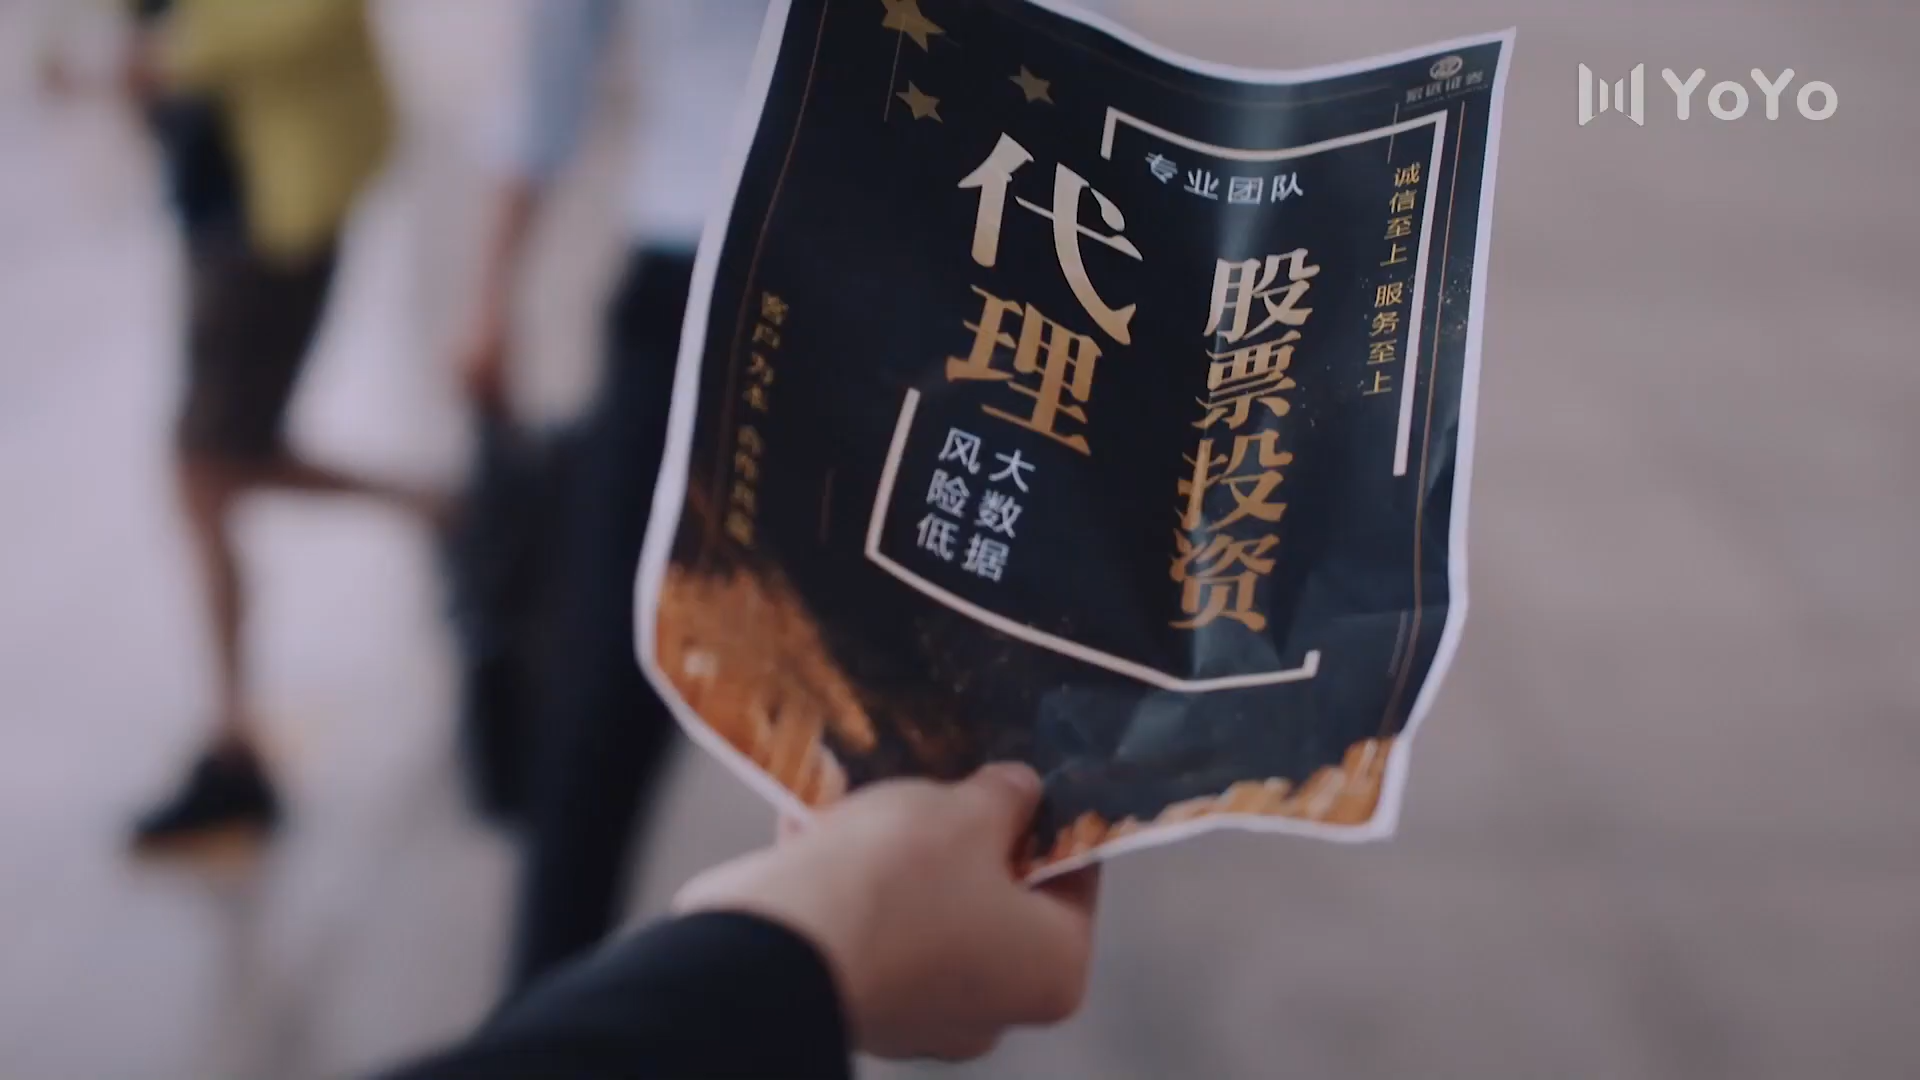 YoYo
专业团队
诚信至上 服务至上
股票投资
代理
大数据
风险低